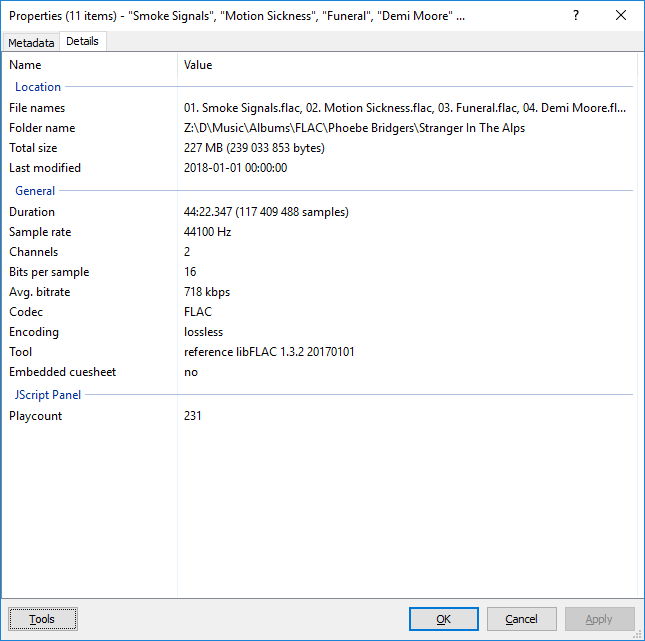 Properties (11 items) - "Smoke Signals", "Motion Sickness", "Funeral", "Demi Moore" ...
?
Metadata
Details
Name Value
Location
File names 01. Smoke Signals.flac, 02. Motion Sickness.flac, 03. Funeral.flac, 04. Demi Moore.fl...
Folder name Z:\D\Music\Albums\FLAC\Phoebe Bridgers\Stranger In The Alps
Total size 227 MB (239 033 853 bytes)
Last modified 2018-01-01 00:00:00
General
Duration 44:22.347 (117 409 488 samples)
Sample rate 44100 Hz
Channels 2
Bits per sample 16
Avg. bitrate 718 kbps
Codec FLAC
Encoding lossless
Tool reference libFLAC 1.3.2 20170101
Embedded cuesheet no
JScript Panel
Playcount 231
Tools OK Cancel Apply